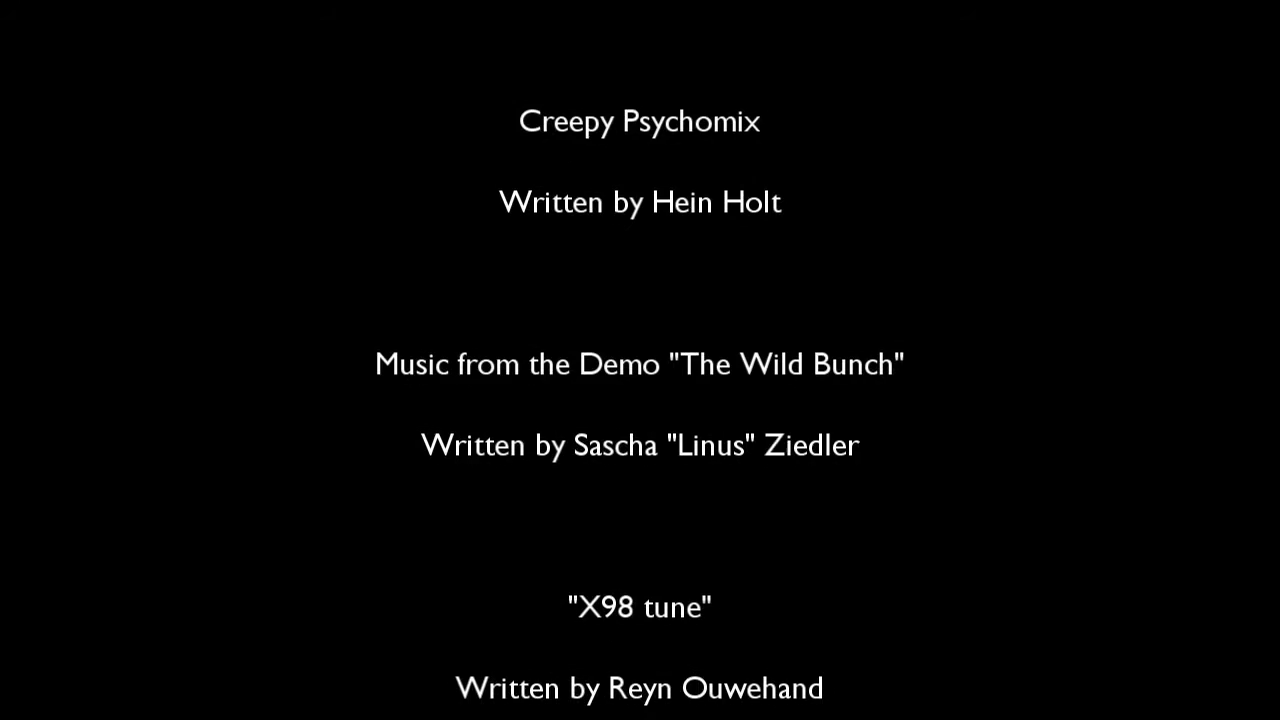 Creepy Psychomix
Written by Hein Holt
Music from the Demo "The Wild Bunch"
Written by Sascha "Linus" Ziedler
"X98 tune"
Written by Reyn Ouwehand